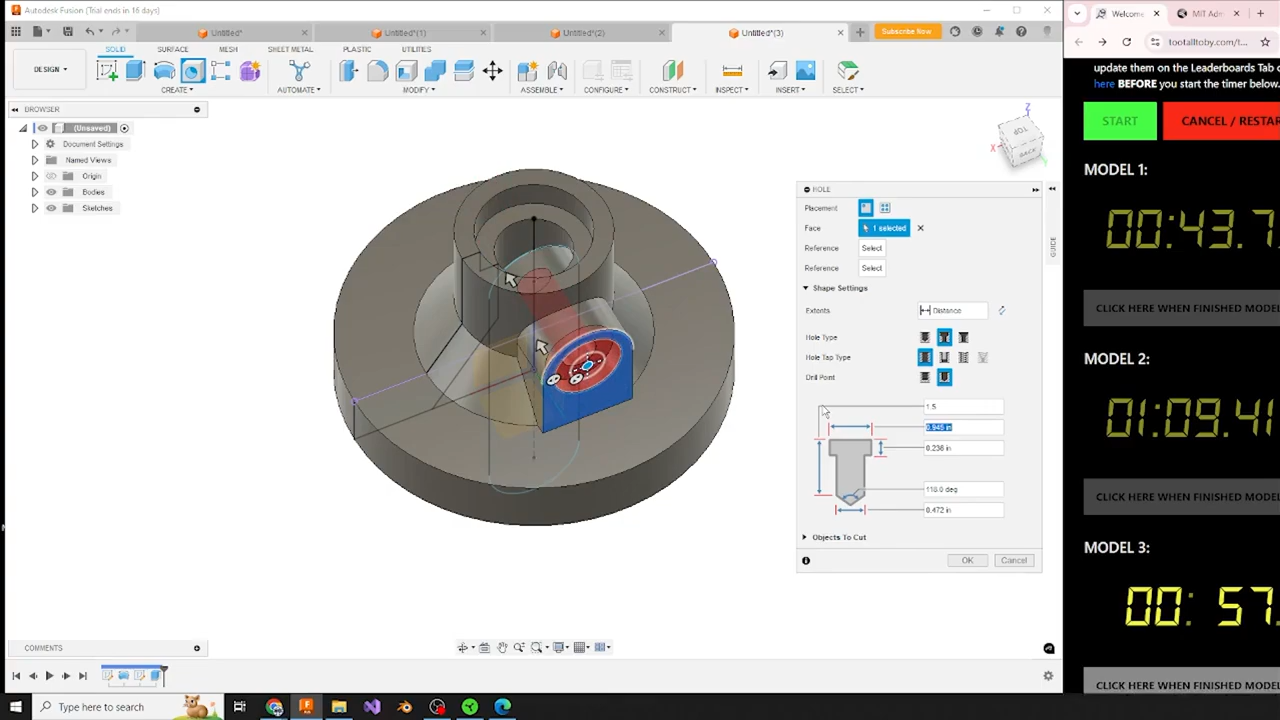 Autodesk Fusion (Trial ends in 16 days)
Untitled*
Untitled*(1)
Untitled*(2)
Untitled*(3)
Subscribe Now
SOLID
SURFACE
MESH
SHEET METAL
PLASTIC
UTILITIES
DESIGN
CREATE
AUTOMATE
MODIFY
ASSEMBLE
CONFIGURE
CONSTRUCT
INSPECT
INSERT
SELECT
BROWSER
(Unsaved)
Document Settings
Named Views
Origin
Bodies
Sketches
Z
X
TOP
BACK
HOLE
Placement
Face
1 selected
Reference
Select
Reference
Select
Shape Settings
Extents
Distance
Hole Type
Hole Tap Type
Drill Point
1.5
0.945 in
0.236 in
118.0 deg
0.472 in
Objects To Cut
OK
Cancel
GUIDE
COMMENTS
Type here to search
Welcome
MIT Adm
tootalltoby.com/t...
update them on the Leaderboards Tab o
here BEFORE you start the timer below.
START
CANCEL / RESTAR
MODEL 1:
00:43.7
CLICK HERE WHEN FINISHED MODEL
MODEL 2:
01:09.41
CLICK HERE WHEN FINISHED MODEL
MODEL 3:
00: 57.
CLICK HERE WHEN FINISHED MODEL